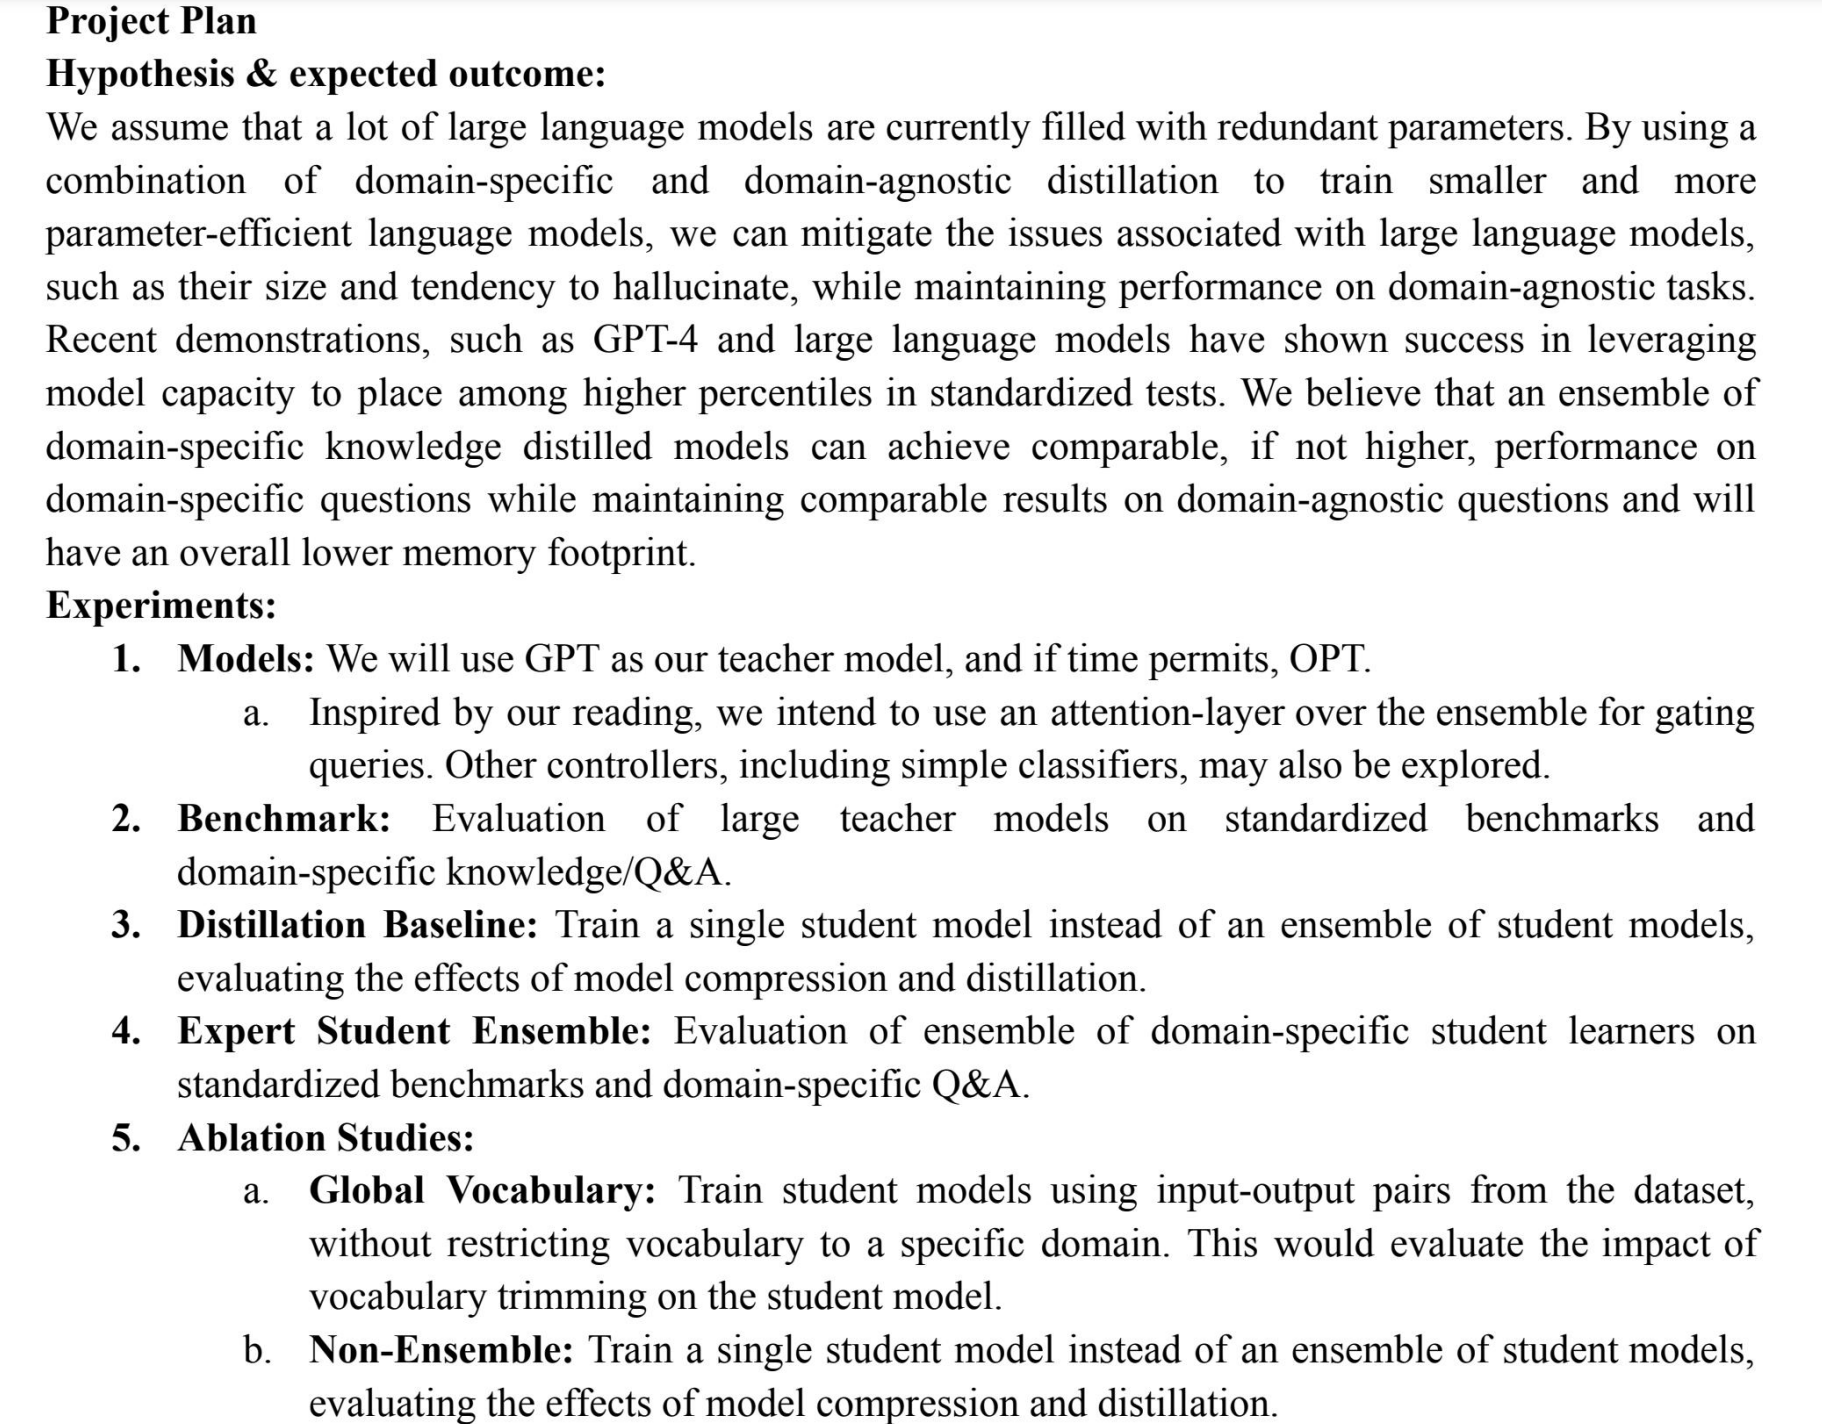 Project Plan
Hypothesis & expected outcome:
We assume that a lot of large language models are currently filled with redundant parameters. By using a
combination of domain-specific and domain-agnostic distillation to train smaller and more
parameter-efficient language models, we can mitigate the issues associated with large language models,
such as their size and tendency to hallucinate, while maintaining performance on domain-agnostic tasks.
Recent demonstrations, such as GPT-4 and large language models have shown success in leveraging
model capacity to place among higher percentiles in standardized tests. We believe that an ensemble of
domain-specific knowledge distilled models can achieve comparable, if not higher, performance on
domain-specific questions while maintaining comparable results on domain-agnostic questions and will
have an overall lower memory footprint.
Experiments:
1. Models: We will use GPT as our teacher model, and if time permits, OPT.
a. Inspired by our reading, we intend to use an attention-layer over the ensemble for gating
queries. Other controllers, including simple classifiers, may also be explored.
2. Benchmark: Evaluation of large teacher models on standardized benchmarks and
domain-specific knowledge/Q&A.
3. Distillation Baseline: Train a single student model instead of an ensemble of student models,
evaluating the effects of model compression and distillation.
4. Expert Student Ensemble: Evaluation of ensemble of domain-specific student learners on
standardized benchmarks and domain-specific Q&A.
5. Ablation Studies:
a. Global Vocabulary: Train student models using input-output pairs from the dataset,
without restricting vocabulary to a specific domain. This would evaluate the impact of
vocabulary trimming on the student model.
b. Non-Ensemble: Train a single student model instead of an ensemble of student models,
evaluating the effects of model compression and distillation.